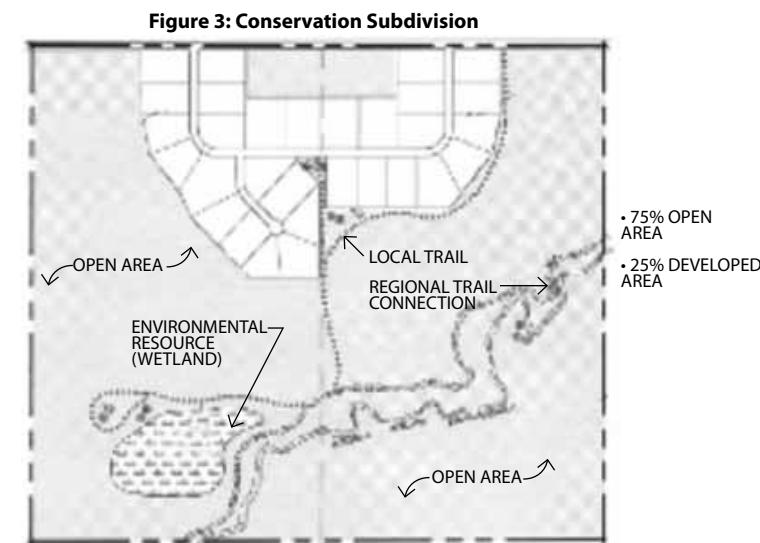 Figure 3: Conservation Subdivision
• 75% OPEN
AREA
• 25% DEVELOPED
AREA
LOCAL TRAIL
OPEN AREA
REGIONAL TRAIL
CONNECTION
ENVIRONMENTAL
RESOURCE
(WETLAND)
OPEN AREA